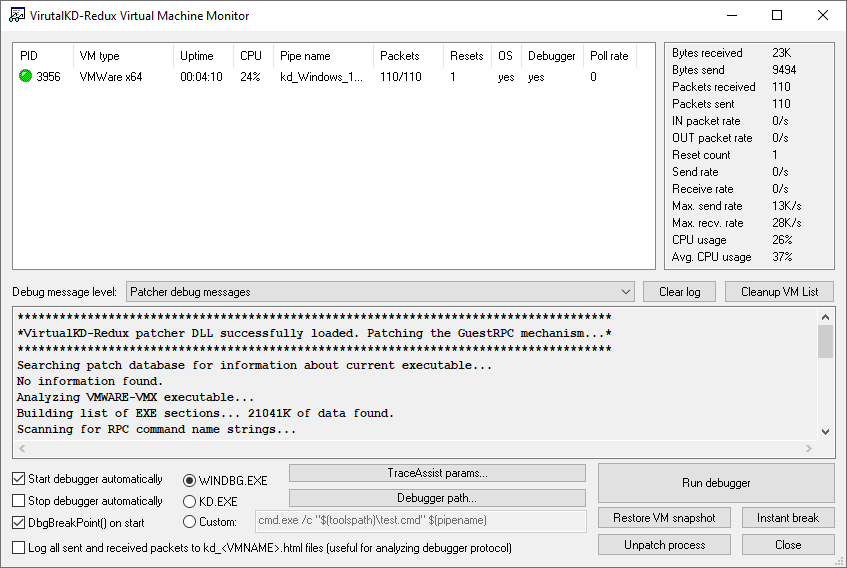 VirutalKD-Redux Virtual Machine Monitor
PID VM type Uptime CPU Pipe name Packets Resets OS Debugger Poll rate
3956 VMWare x64 00:04:10 24% kd_Windows_1... 110/110 1 yes yes 0
Bytes received 23K
Bytes send 9494
Packets received 110
Packets sent 110
IN packet rate 0/s
OUT packet rate 0/s
Reset count 1
Send rate 0/s
Receive rate 0/s
Max. send rate 13K/s
Max. recv. rate 28K/s
CPU usage 26%
Avg. CPU usage 37%
Debug message level: Patcher debug messages Clear log Cleanup VM List
*************************************************************************************
*VirtualKD-Redux patcher DLL successfully loaded. Patching the GuestRPC mechanism...*
*************************************************************************************
Searching patch database for information about current executable...
No information found.
Analyzing VMWARE-VMX executable...
Building list of EXE sections... 21041K of data found.
Scanning for RPC command name strings...
Start debugger automatically WINDBG.EXE TraceAssist params... Run debugger
Stop debugger automatically KD.EXE Debugger path...
DbgBreakPoint() on start Custom: cmd.exe /c "$(toolspath)\test.cmd" $(pipename) Restore VM snapshot Instant break
Log all sent and received packets to kd_<VMNAME>.html files (useful for analyzing debugger protocol) Unpatch process Close